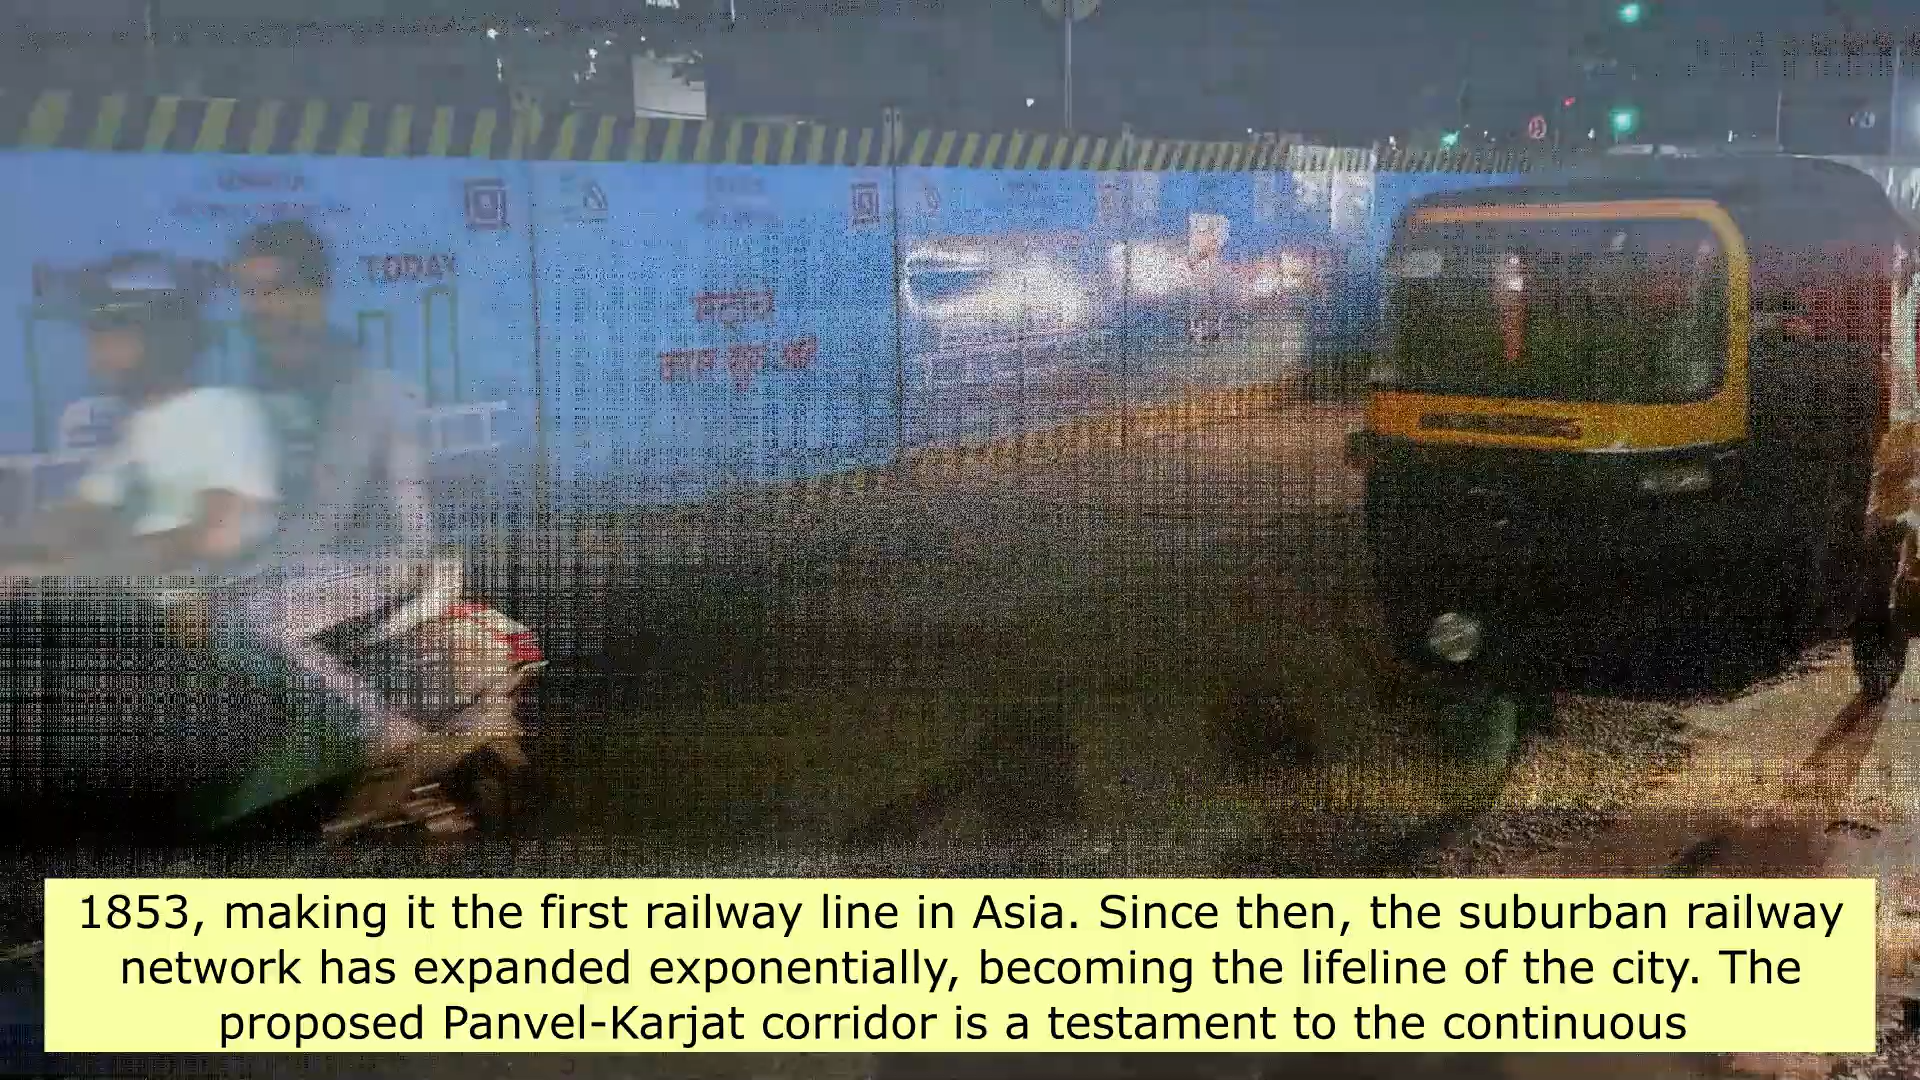 TODAY
1853, making it the first railway line in Asia. Since then, the suburban railway
network has expanded exponentially, becoming the lifeline of the city. The
proposed Panvel-Karjat corridor is a testament to the continuous